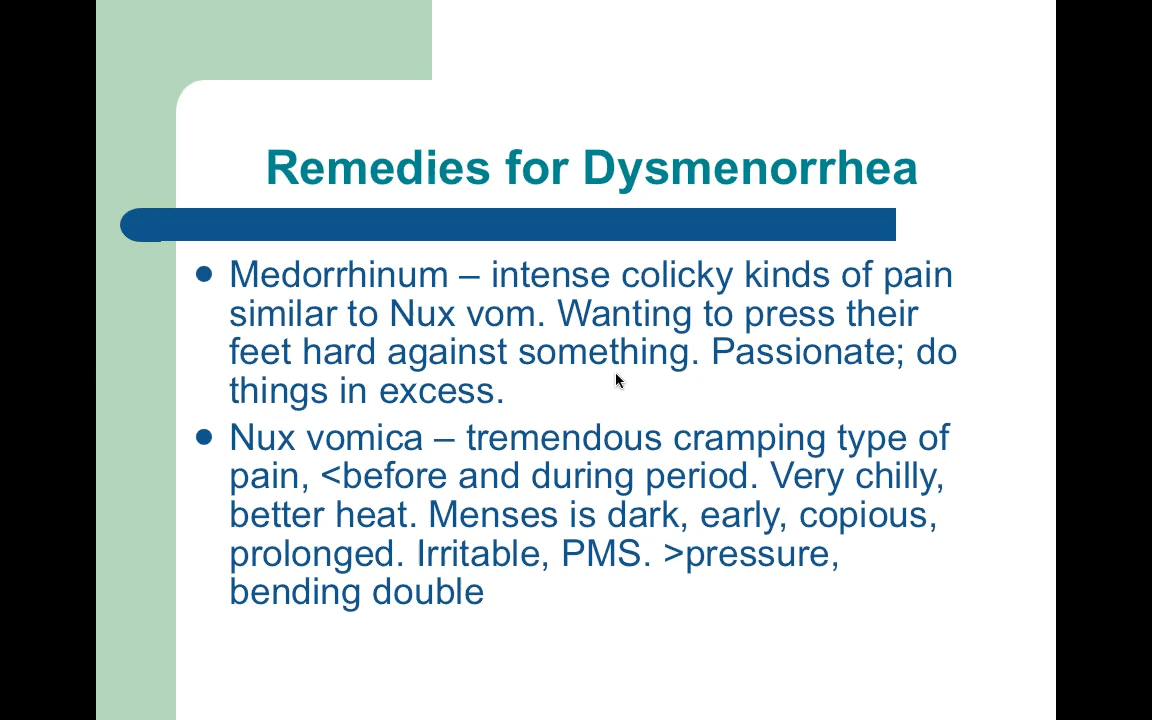 Remedies for Dysmenorrhea
Medorrhinum – intense colicky kinds of pain
similar to Nux vom. Wanting to press their
feet hard against something. Passionate; do
things in excess.
Nux vomica – tremendous cramping type of
pain, <before and during period. Very chilly,
better heat. Menses is dark, early, copious,
prolonged. Irritable, PMS. >pressure,
bending double